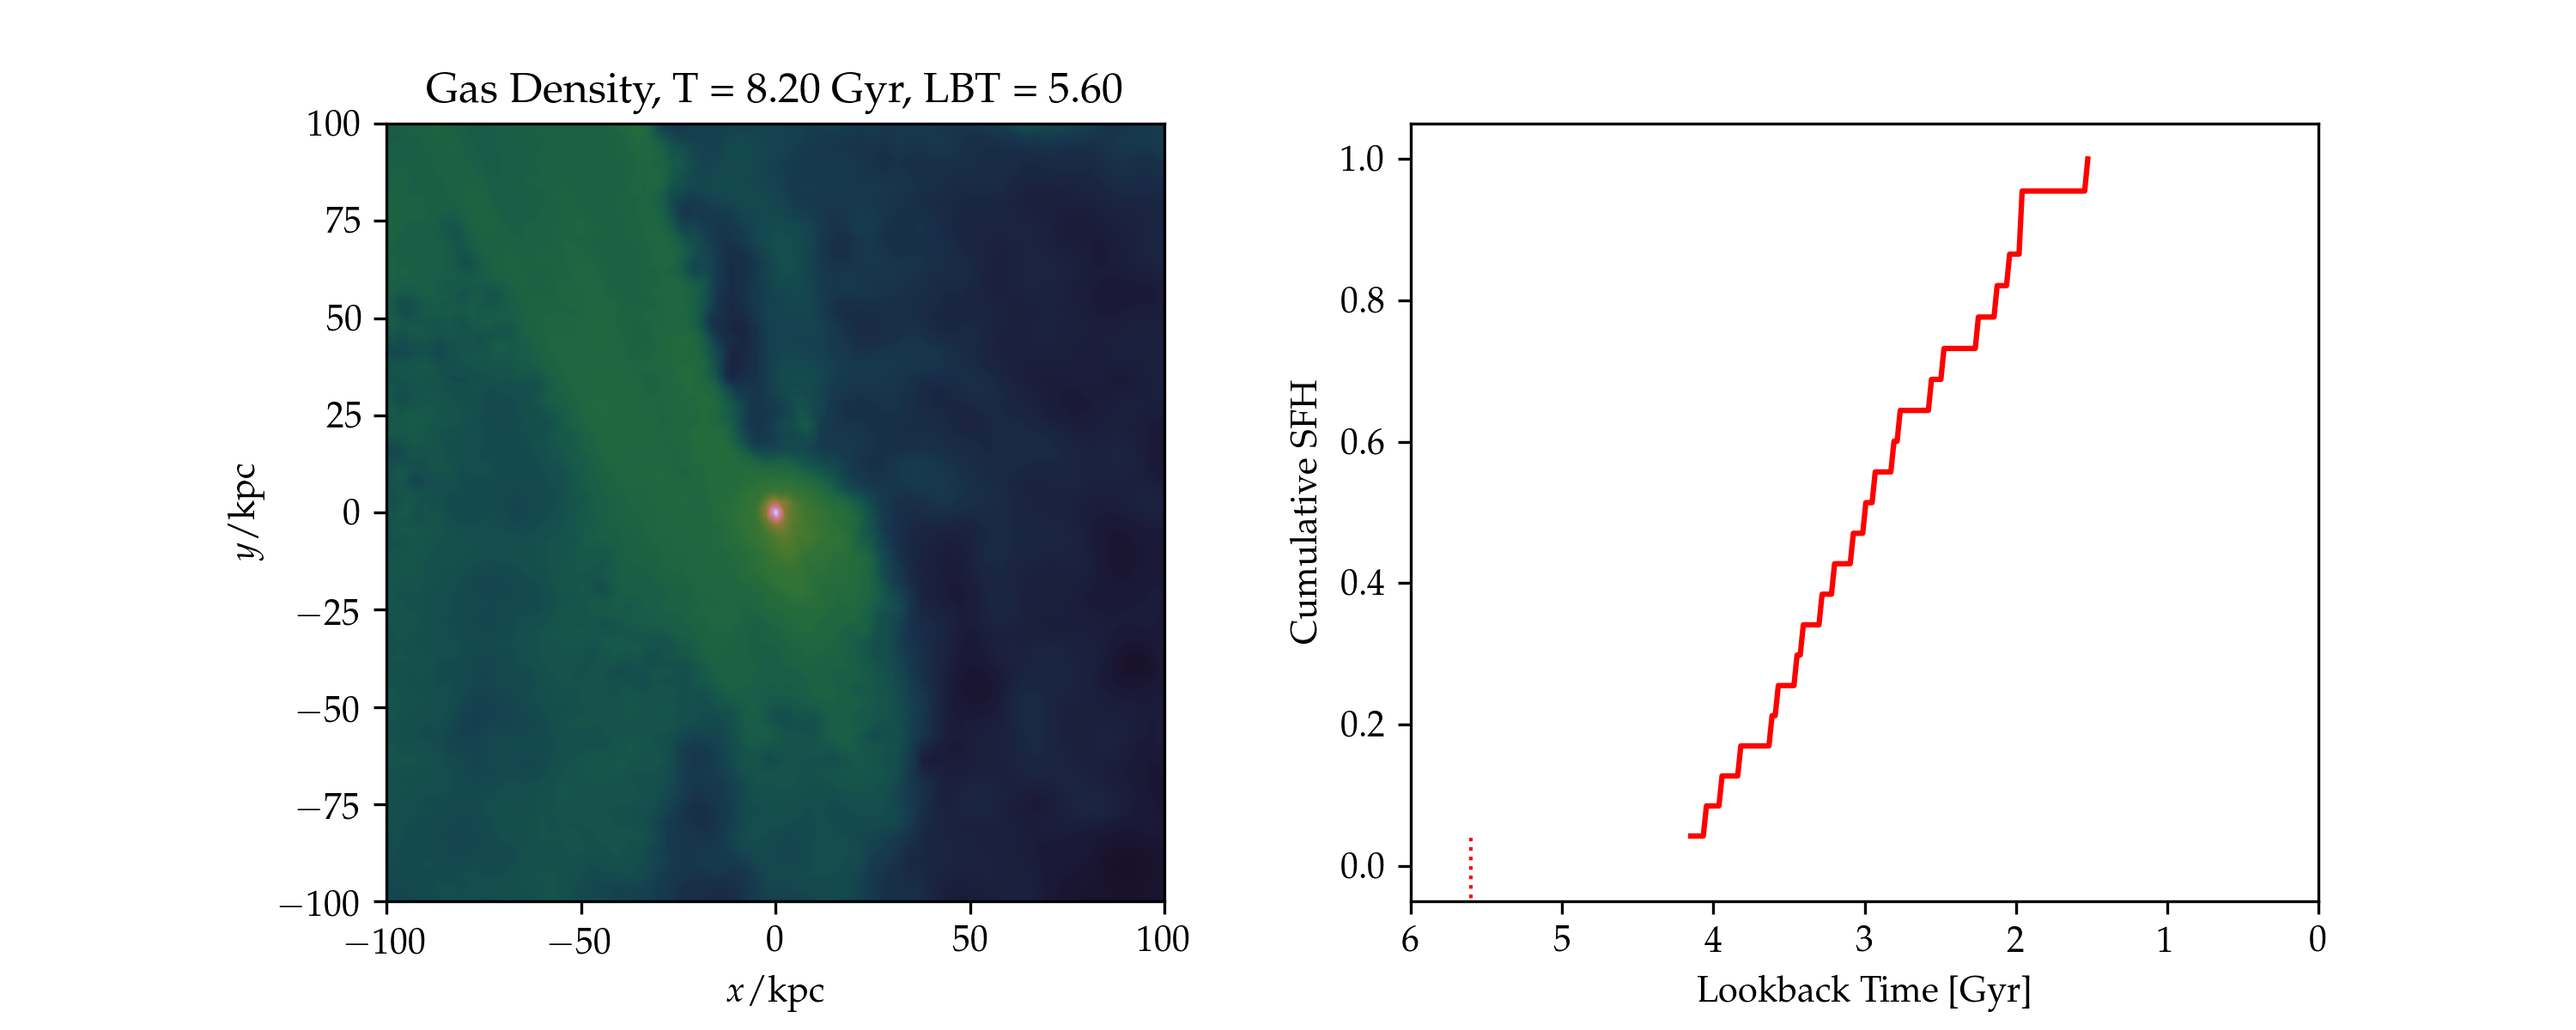 Gas Density, T = 8.20 Gyr, LBT = 5.60
100
75
50
25
0
−25
−50
−75
−100
y/kpc
−100 −50 0 50 100
x/kpc
1.0
0.8
0.6
0.4
0.2
0.0
Cumulative SFH
6 5 4 3 2 1 0
Lookback Time [Gyr]